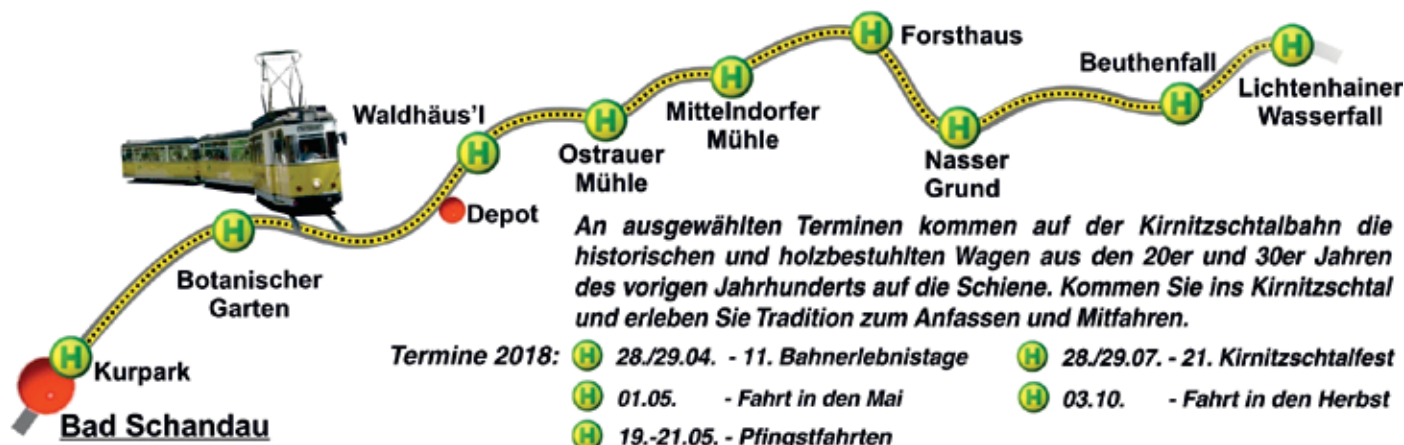 Forsthaus
Beuthenfall
Lichtenhainer
Wasserfall
Waldhäus'l
Mittelndorfer
Mühle
Ostrauer
Mühle
Nasser
Grund
Depot
Botanischer
Garten
Kurpark
Bad Schandau
An ausgewählten Terminen kommen auf der Kirnitzschtalbahn die
historischen und holzbestuhlten Wagen aus den 20er und 30er Jahren
des vorigen Jahrhunderts auf die Schiene. Kommen Sie ins Kirnitzschtal
und erleben Sie Tradition zum Anfassen und Mitfahren.
Termine 2018:
H 28./29.04. - 11. Bahnerlebnistage
H 01.05. - Fahrt in den Mai
H 19.-21.05. - Pfingstfahrten
H 28./29.07. - 21. Kirnitzschtalfest
H 03.10. - Fahrt in den Herbst
H
H
H
H
H
H
H
H
H